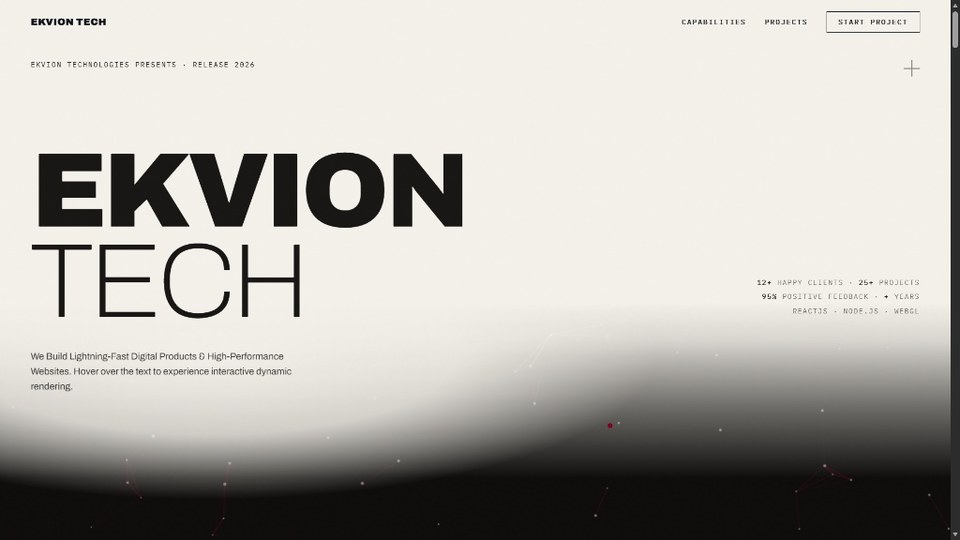 EKVION TECH
CAPABILITIES
PROJECTS
START PROJECT
EKVION TECHNOLOGIES PRESENTS · RELEASE 2026
EKVION
TECH
12+ HAPPY CLIENTS · 25+ PROJECTS
95% POSITIVE FEEDBACK · + YEARS
REACTJS · NODE.JS · WEBGL
We Build Lightning-Fast Digital Products & High-Performance
Websites. Hover over the text to experience interactive dynamic
rendering.